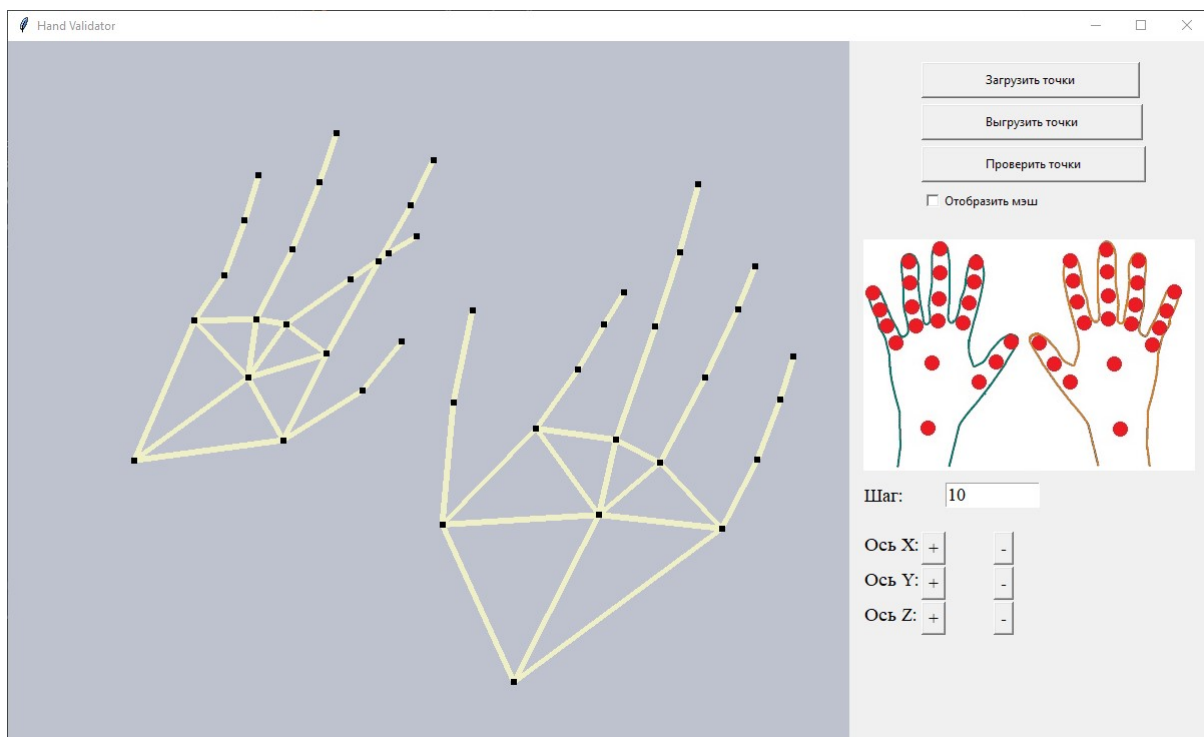 Hand Validator
Загрузить точки
Выгрузить точки
Проверить точки
Отобразить мэш
Шаг: 10
Ось X: + -
Ось Y: + -
Ось Z: + -